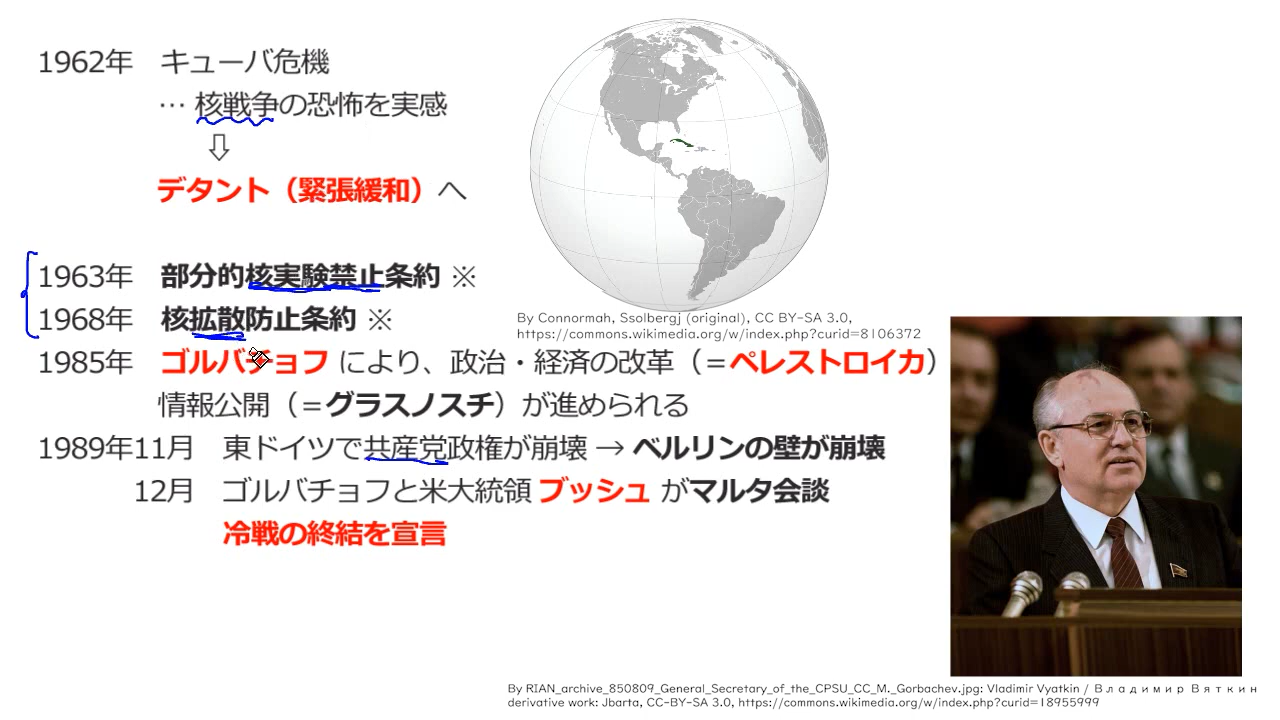 1962年 キューバ危機
… 核戦争の恐怖を実感
⇩
デタント（緊張緩和）へ
1963年 部分的核実験禁止条約 ※
1968年 核拡散防止条約 ※
By Connormah, Ssolbergj (original), CC BY-SA 3.0,
https://commons.wikimedia.org/w/index.php?curid=8106372
1985年 ゴルバチョフ により、政治・経済の改革（＝ペレストロイカ）
情報公開（＝グラスノスチ）が進められる
1989年11月 東ドイツで共産党政権が崩壊 → ベルリンの壁が崩壊
12月 ゴルバチョフと米大統領 ブッシュ がマルタ会談
冷戦の終結を宣言
By RIAN_archive_850809_General_Secretary_of_the_CPSU_CC_M._Gorbachev.jpg: Vladimir Vyatkin / Владимир Вяткин
derivative work: Jbarta, CC-BY-SA 3.0, https://commons.wikimedia.org/w/index.php?curid=18955999